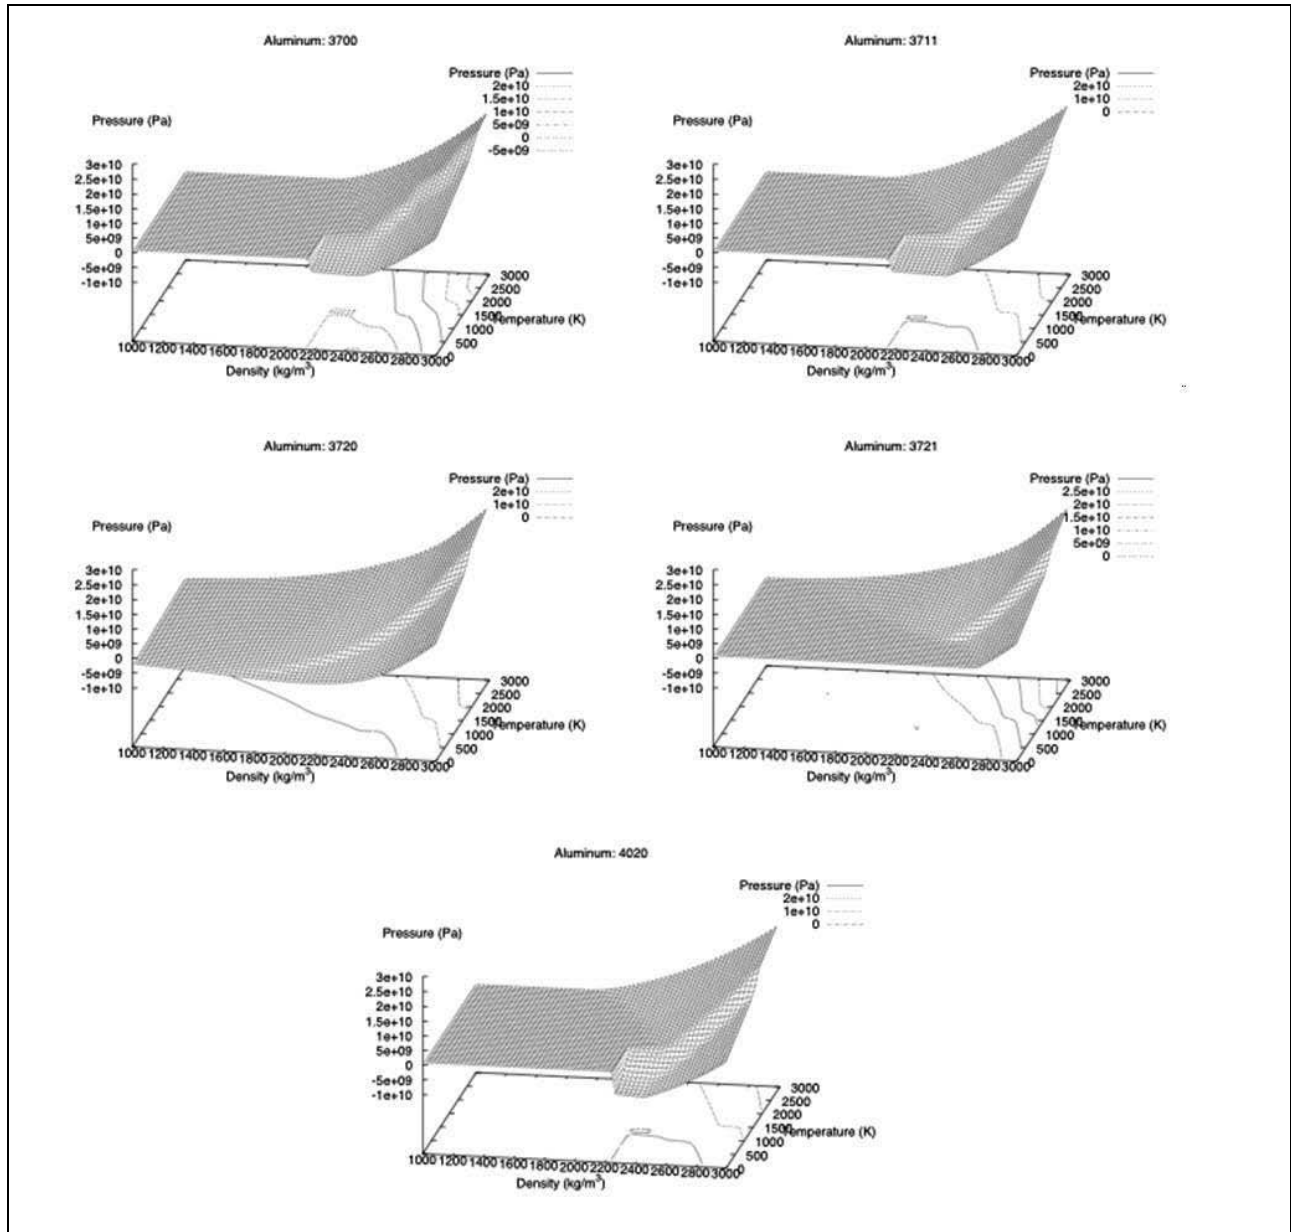 Aluminum: 3700
Pressure (Pa)
2e+10
1.5e+10
1e+10
5e+09
0
-5e+09
Pressure (Pa)
3e+10
2.5e+10
2e+10
1.5e+10
1e+10
5e+09
0
-5e+09
-1e+10
3000
2500
2000
1500
Temperature (K)
1000
500
0
1000 1200 1400 1600 1800 2000 2200 2400 2600 2800 3000
Density (kg/m³)
Aluminum: 3711
Pressure (Pa)
2e+10
1e+10
0
Pressure (Pa)
3e+10
2.5e+10
2e+10
1.5e+10
1e+10
5e+09
0
-5e+09
-1e+10
3000
2500
2000
1500
Temperature (K)
1000
500
0
1000 1200 1400 1600 1800 2000 2200 2400 2600 2800 3000
Density (kg/m³)
Aluminum: 3720
Pressure (Pa)
2e+10
1e+10
0
Pressure (Pa)
3e+10
2.5e+10
2e+10
1.5e+10
1e+10
5e+09
0
-5e+09
-1e+10
3000
2500
2000
1500
Temperature (K)
1000
500
0
1000 1200 1400 1600 1800 2000 2200 2400 2600 2800 3000
Density (kg/m³)
Aluminum: 3721
Pressure (Pa)
2.5e+10
2e+10
1.5e+10
1e+10
5e+09
0
Pressure (Pa)
3e+10
2.5e+10
2e+10
1.5e+10
1e+10
5e+09
0
-5e+09
-1e+10
3000
2500
2000
1500
Temperature (K)
1000
500
0
1000 1200 1400 1600 1800 2000 2200 2400 2600 2800 3000
Density (kg/m³)
Aluminum: 4020
Pressure (Pa)
2e+10
1e+10
0
Pressure (Pa)
3e+10
2.5e+10
2e+10
1.5e+10
1e+10
5e+09
0
-5e+09
-1e+10
3000
2500
2000
1500
Temperature (K)
1000
500
0
1000 1200 1400 1600 1800 2000 2200 2400 2600 2800 3000
Density (kg/m³)